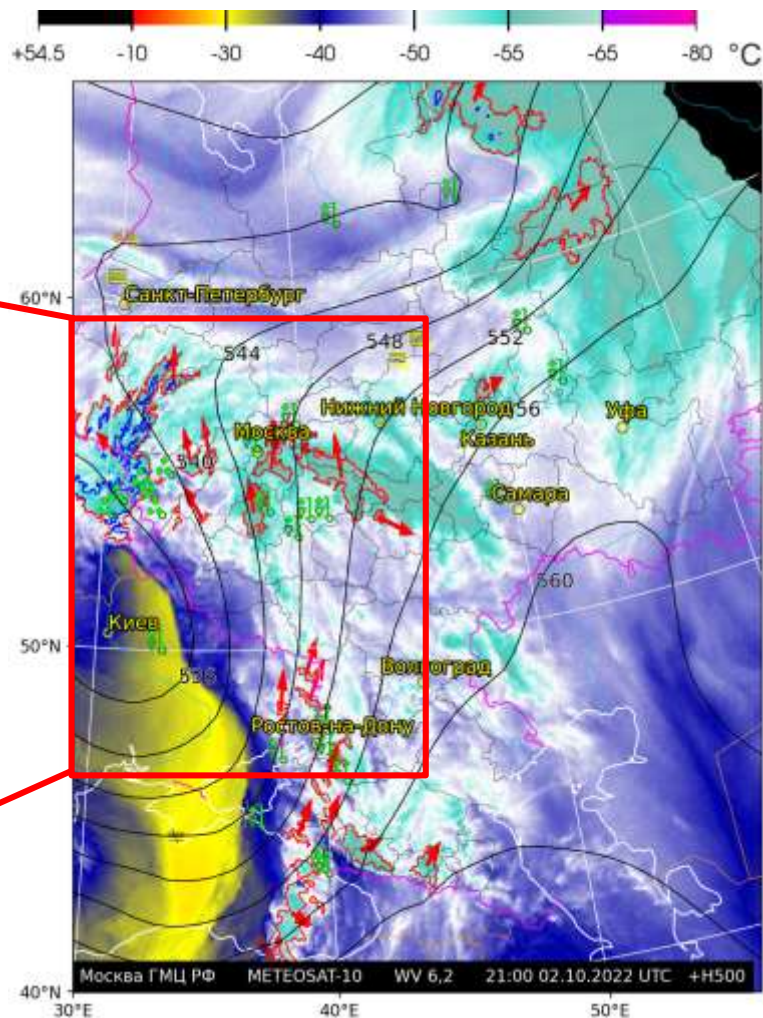 +54.5 -10 -30 -40 -50 -55 -65 -80 °C
60°N
Санкт-Петербург
544
548
552
Нижний Новгород
56
Уфа
Москва
Казань
540
Самара
560
Киев
50°N
536
Волгоград
Ростов-на-Дону
Москва ГМЦ РФ METEOSAT-10 WV 6,2 21:00 02.10.2022 UTC +H500
40°N
30°E 40°E 50°E